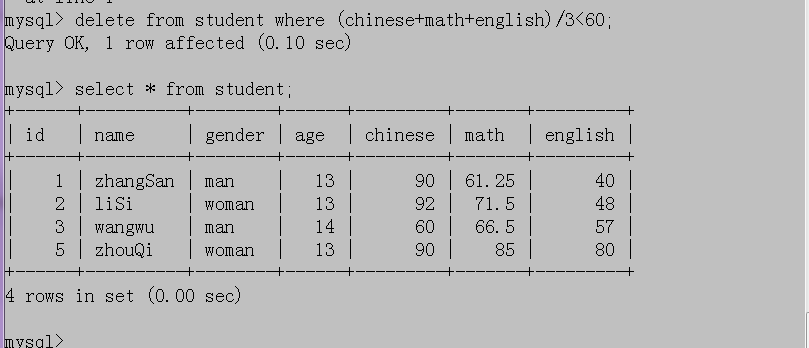 mysql> delete from student where (chinese+math+english)/3<60;
Query OK, 1 row affected (0.10 sec)
mysql> select * from student;
+------+----------+--------+------+---------+-------+---------+
| id   | name     | gender | age  | chinese | math  | english |
+------+----------+--------+------+---------+-------+---------+
|    1 | zhangSan | man    |   13 |      90 | 61.25 |      40 |
|    2 | liSi     | woman  |   13 |      92 |  71.5 |      48 |
|    3 | wangwu   | man    |   14 |      60 |  66.5 |      57 |
|    5 | zhouQi   | woman  |   13 |      90 |    85 |      80 |
+------+----------+--------+------+---------+-------+---------+
4 rows in set (0.00 sec)
mysql>